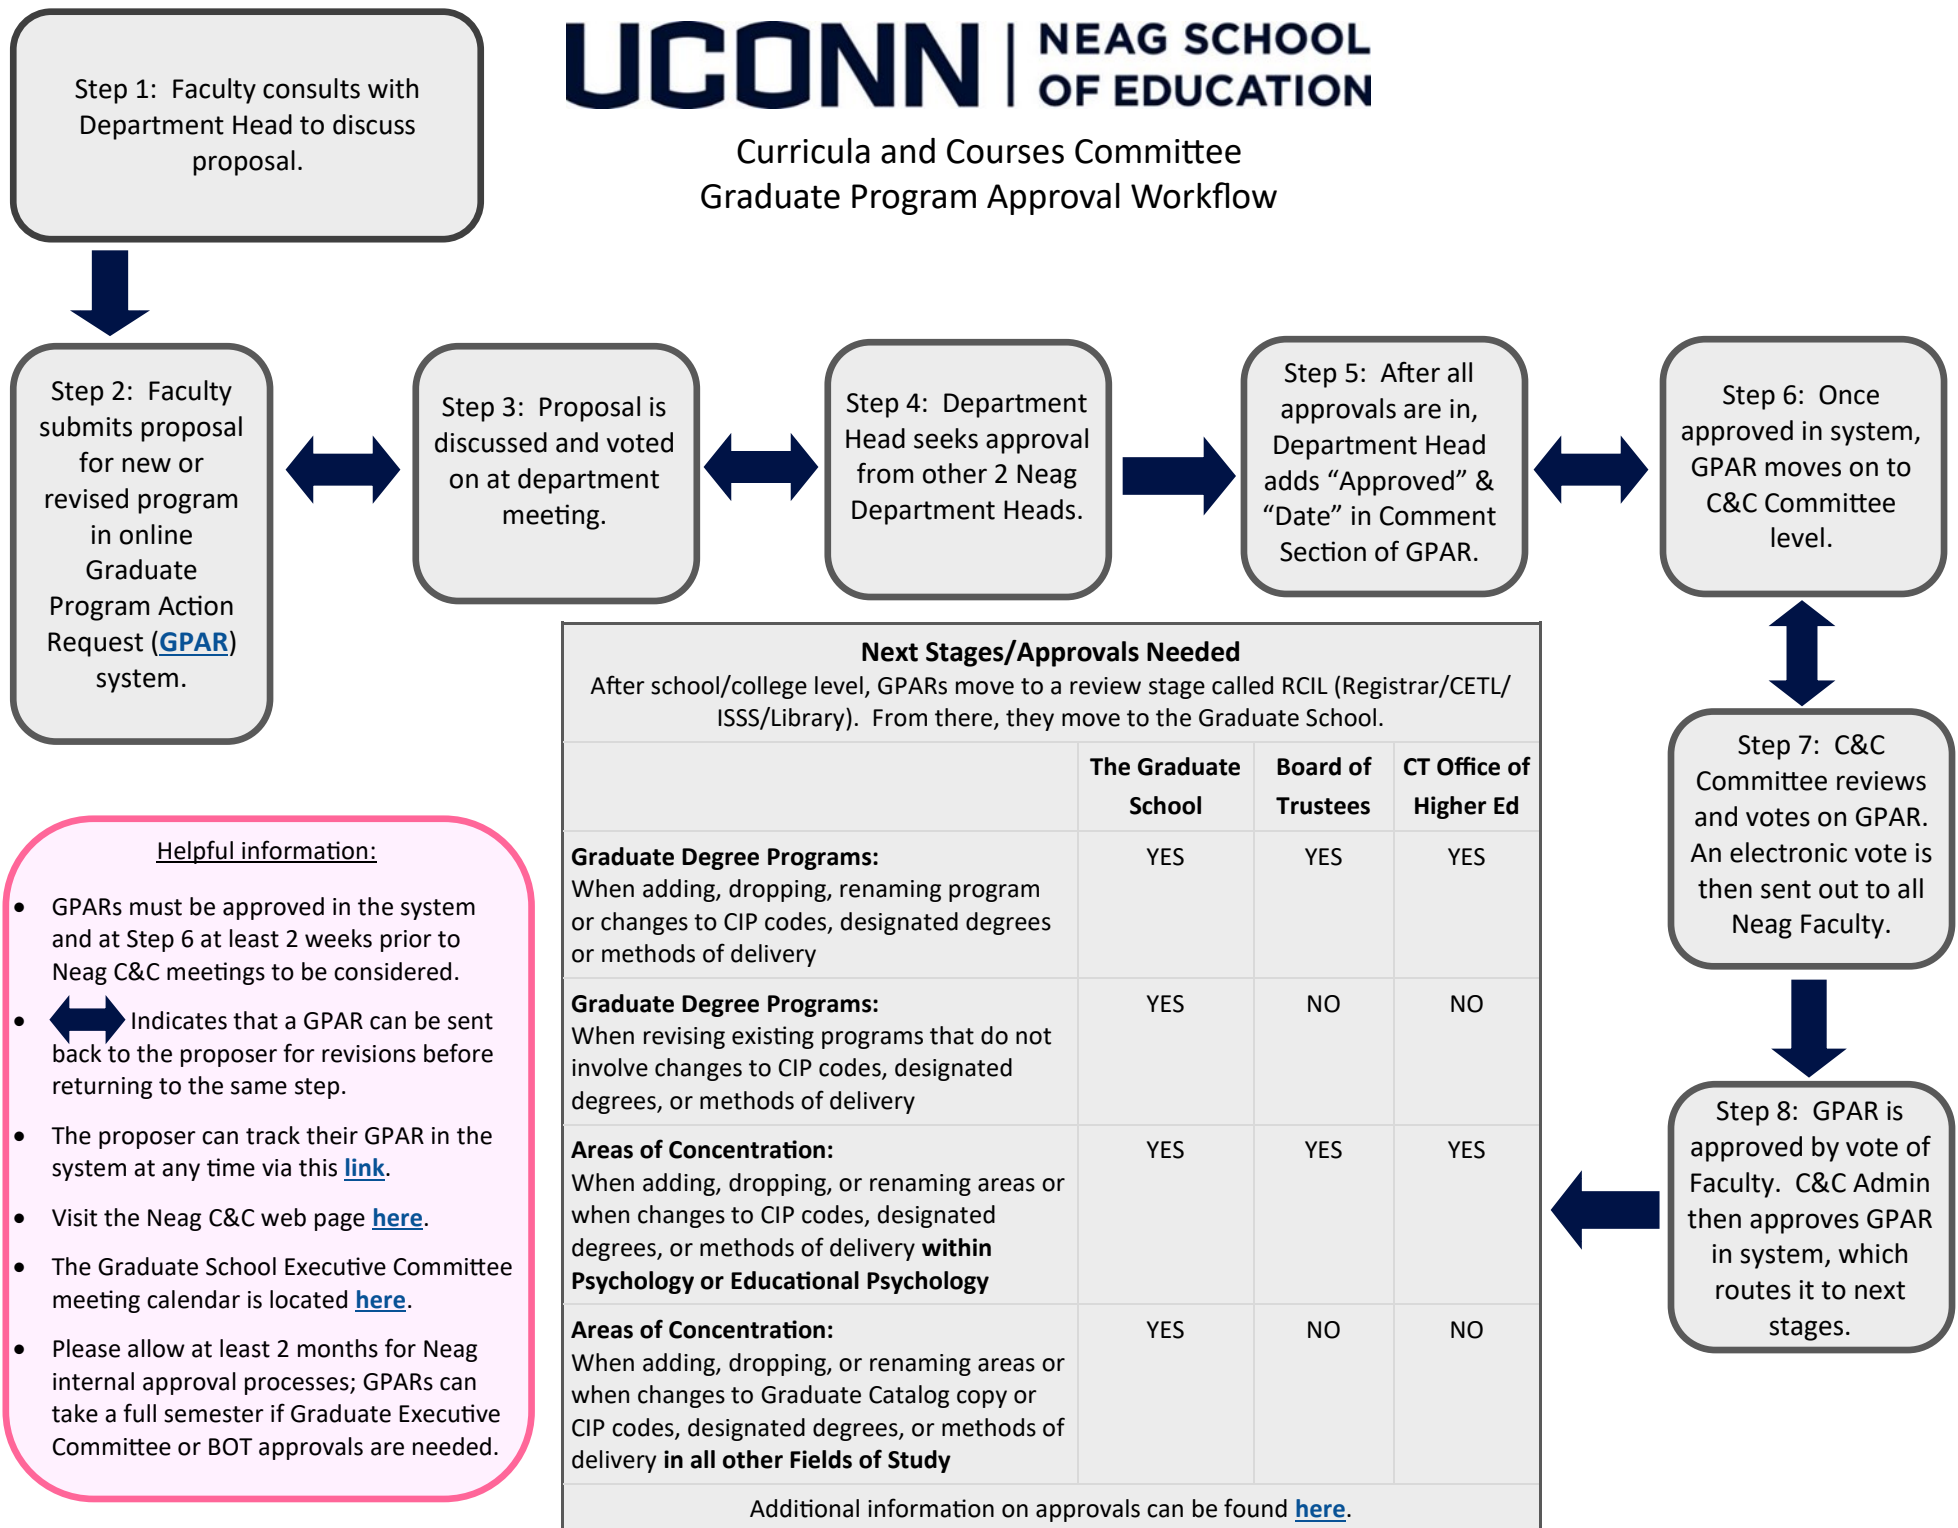 Step 1:  Faculty consults with
Department Head to discuss
proposal.
UCONN | NEAG SCHOOL
OF EDUCATION
Curricula and Courses Committee
Graduate Program Approval Workflow
Step 2:  Faculty
submits proposal
for new or
revised program
in online
Graduate
Program Action
Request (GPAR)
system.
Step 3:  Proposal is
discussed and voted
on at department
meeting.
Step 4:  Department
Head seeks approval
from other 2 Neag
Department Heads.
Step 5:  After all
approvals are in,
Department Head
adds “Approved” &
“Date” in Comment
Section of GPAR.
Step 6:  Once
approved in system,
GPAR moves on to
C&C Committee
level.
Step 7:  C&C
Committee reviews
and votes on GPAR.
An electronic vote is
then sent out to all
Neag Faculty.
Step 8:  GPAR is
approved by vote of
Faculty.  C&C Admin
then approves GPAR
in system, which
routes it to next
stages.
Next Stages/Approvals Needed
After school/college level, GPARs move to a review stage called RCIL (Registrar/CETL/
ISSS/Library).  From there, they move to the Graduate School.
The Graduate School
Board of Trustees
CT Office of Higher Ed
Graduate Degree Programs: YES YES YES
When adding, dropping, renaming program
or changes to CIP codes, designated degrees
or methods of delivery
Graduate Degree Programs: YES NO NO
When revising existing programs that do not
involve changes to CIP codes, designated
degrees, or methods of delivery
Areas of Concentration: YES YES YES
When adding, dropping, or renaming areas or
when changes to CIP codes, designated
degrees, or methods of delivery within
Psychology or Educational Psychology
Areas of Concentration: YES NO NO
When adding, dropping, or renaming areas or
when changes to Graduate Catalog copy or
CIP codes, designated degrees, or methods of
delivery in all other Fields of Study
Additional information on approvals can be found here.
Helpful information:
• GPARs must be approved in the system
and at Step 6 at least 2 weeks prior to
Neag C&C meetings to be considered.
• Indicates that a GPAR can be sent
back to the proposer for revisions before
returning to the same step.
• The proposer can track their GPAR in the
system at any time via this link.
• Visit the Neag C&C web page here.
• The Graduate School Executive Committee
meeting calendar is located here.
• Please allow at least 2 months for Neag
internal approval processes; GPARs can
take a full semester if Graduate Executive
Committee or BOT approvals are needed.